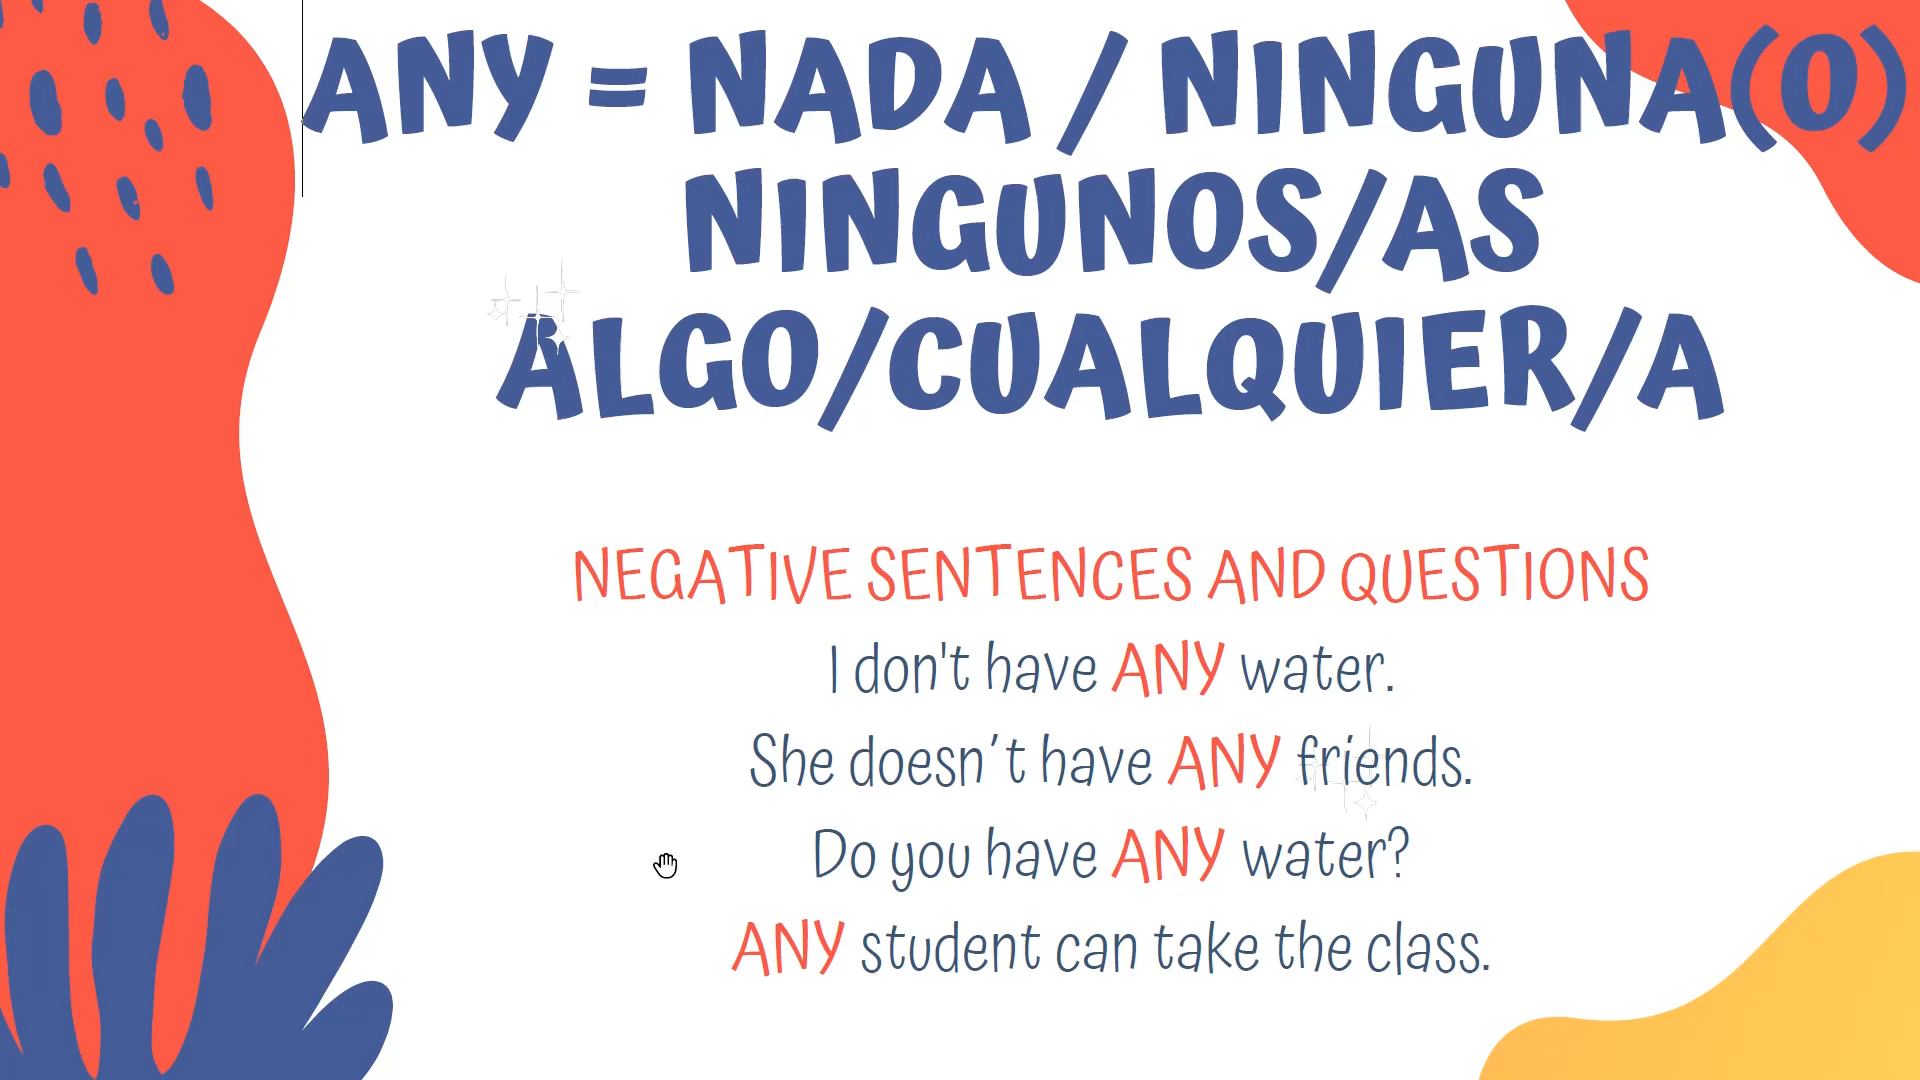 ANY = NADA / NINGUNA(O)
NINGUNOS/AS
ALGO/CUALQUIER/A
NEGATIVE SENTENCES AND QUESTIONS
I don't have ANY water.
She doesn´t have ANY friends.
Do you have ANY water?
ANY student can take the class.